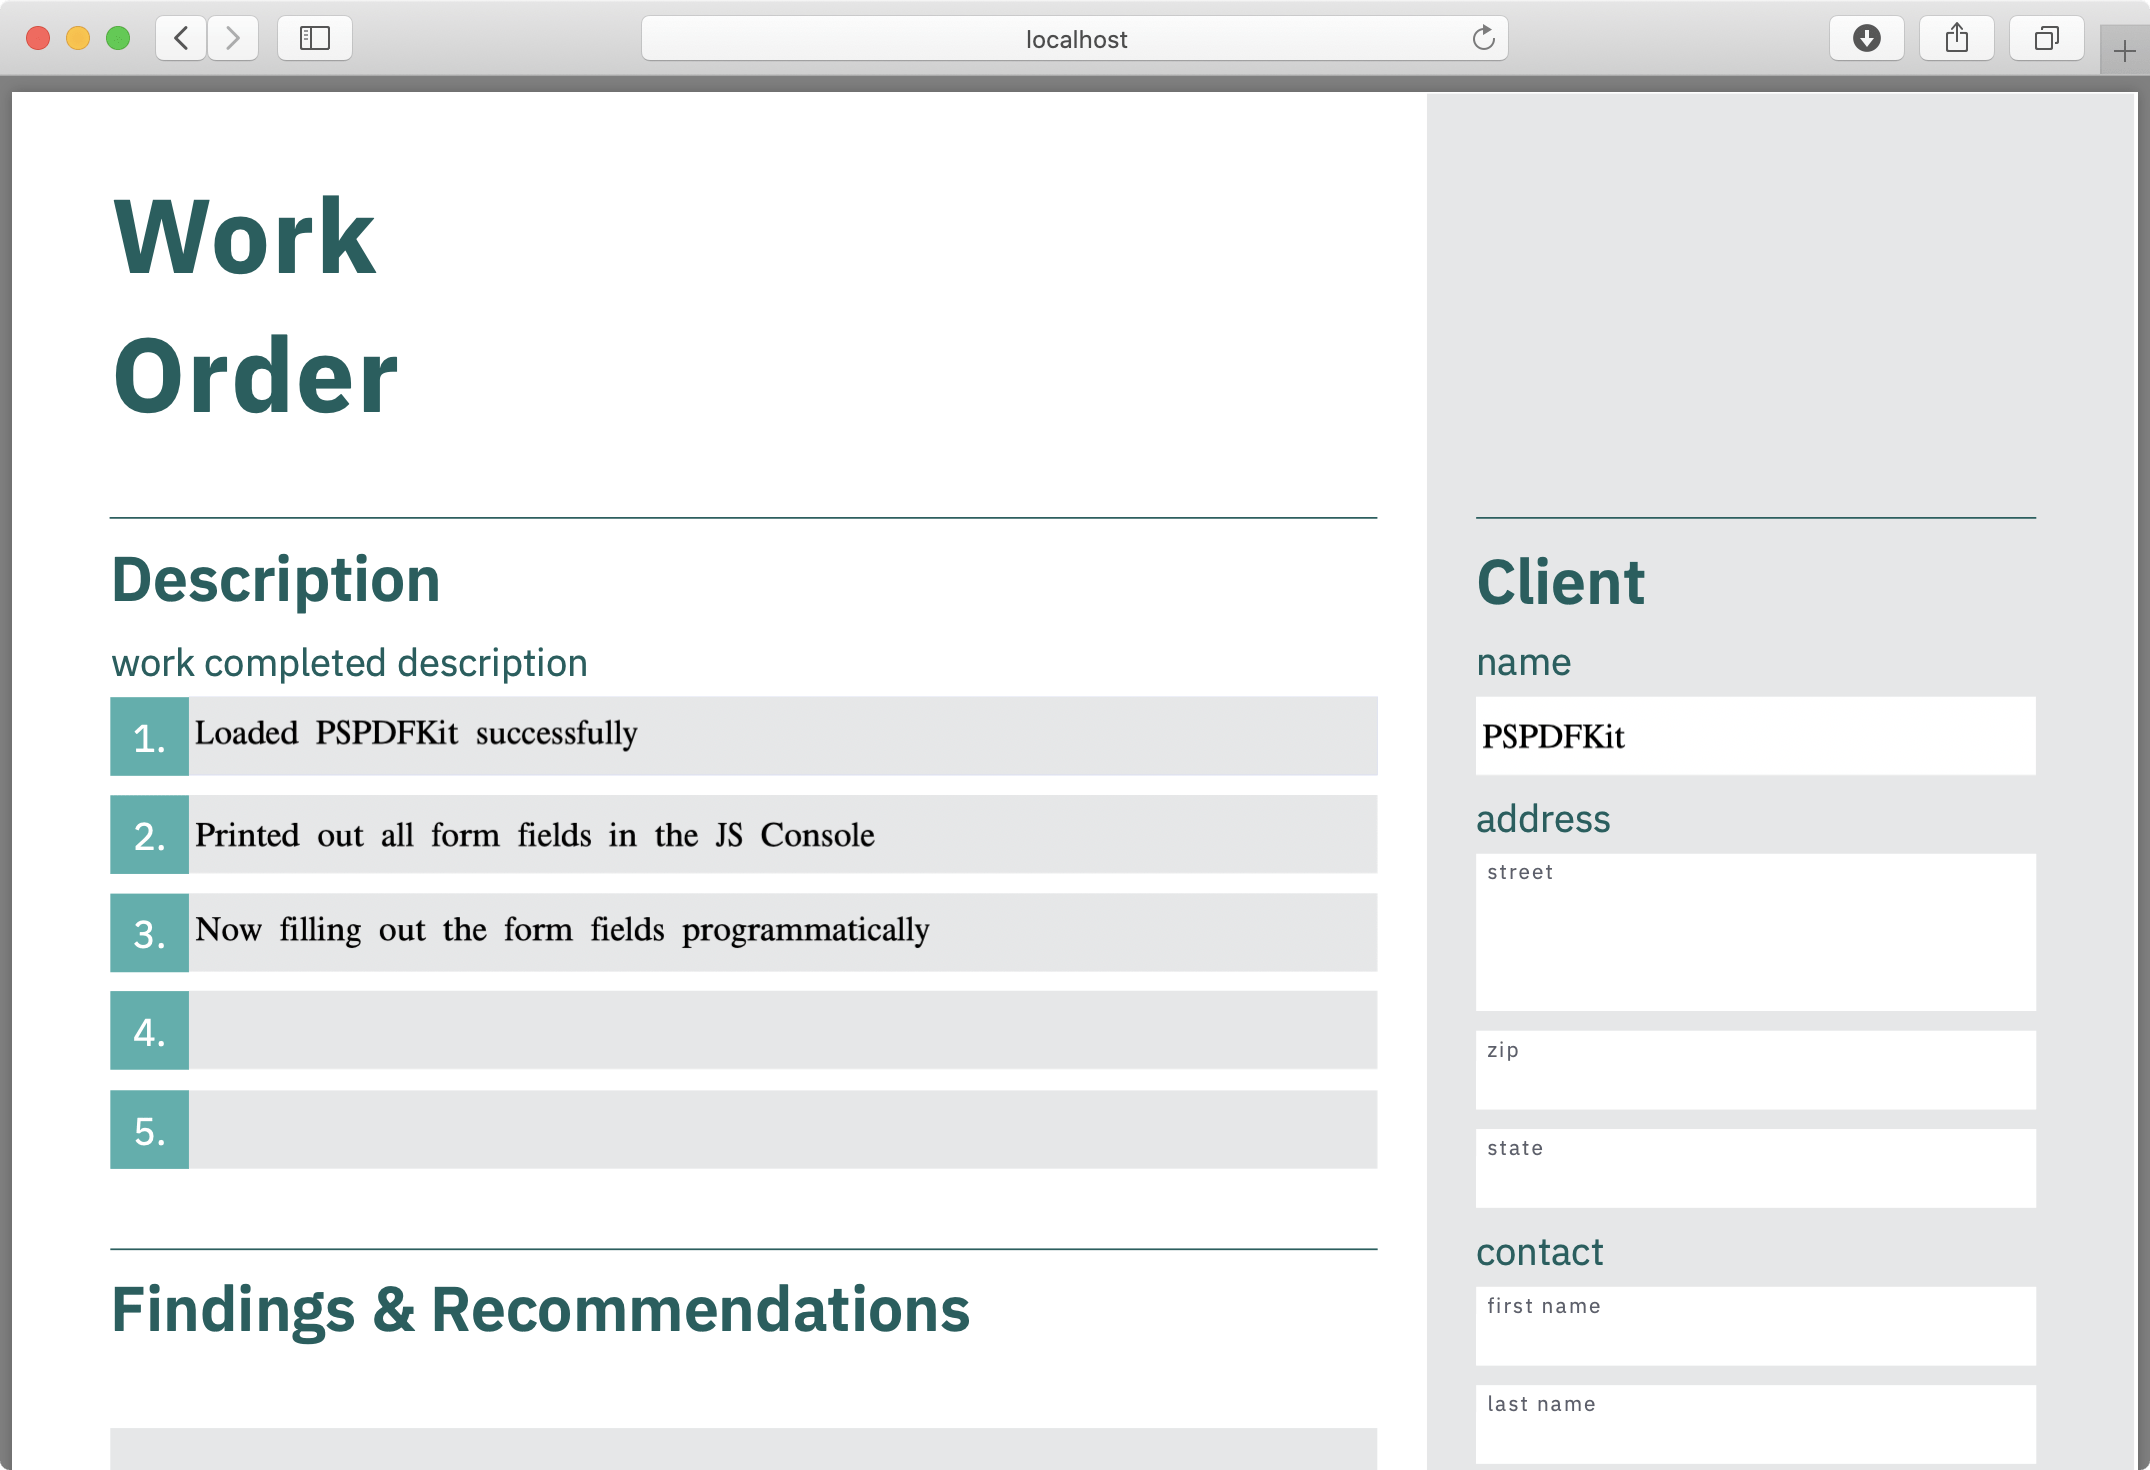 localhost
Work
Order
Description
work completed description
1. Loaded PSPDFKit successfully
2. Printed out all form fields in the JS Console
3. Now filling out the form fields programmatically
4.
5.
Findings & Recommendations
Client
name
PSPDFKit
address
street
zip
state
contact
first name
last name